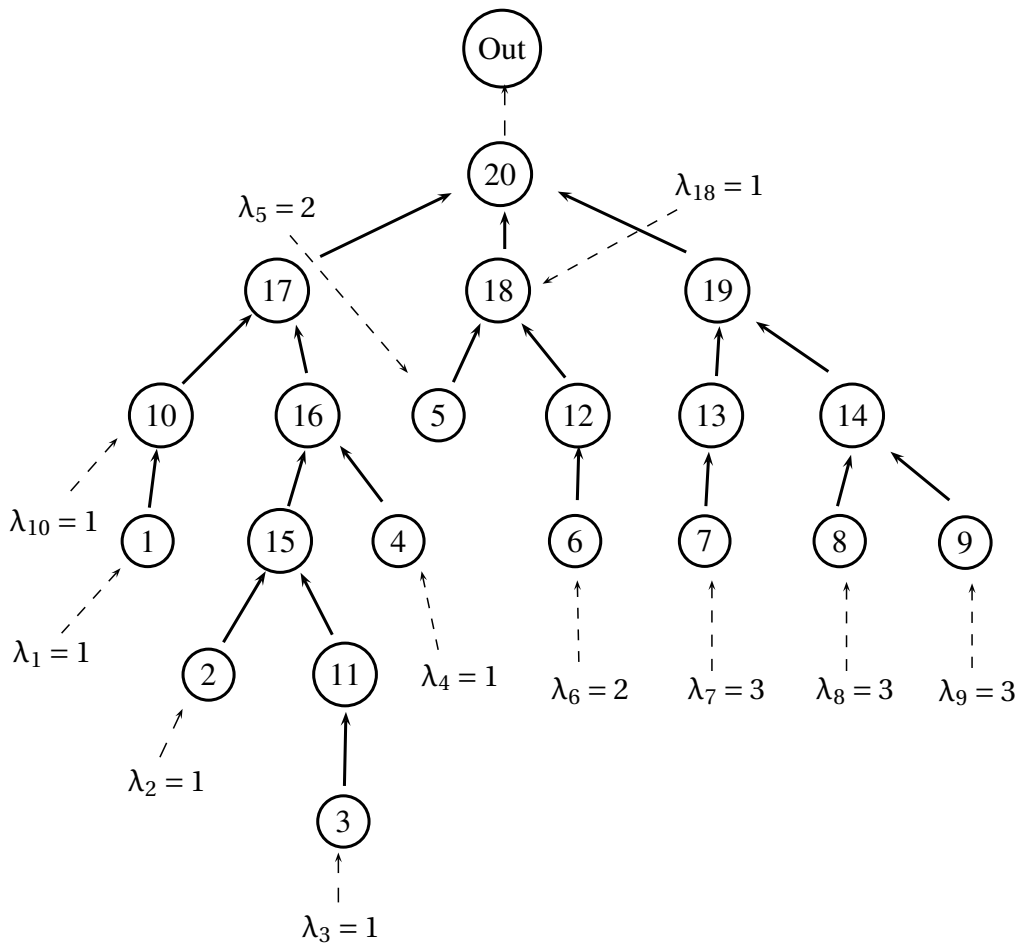 Out
20
λ₅ = 2
λ₁₈ = 1
17
18
19
10
16
5
12
13
14
λ₁₀ = 1
1
15
4
6
7
8
9
λ₁ = 1
2
11
λ₄ = 1
λ₆ = 2
λ₇ = 3
λ₈ = 3
λ₉ = 3
λ₂ = 1
3
λ₃ = 1